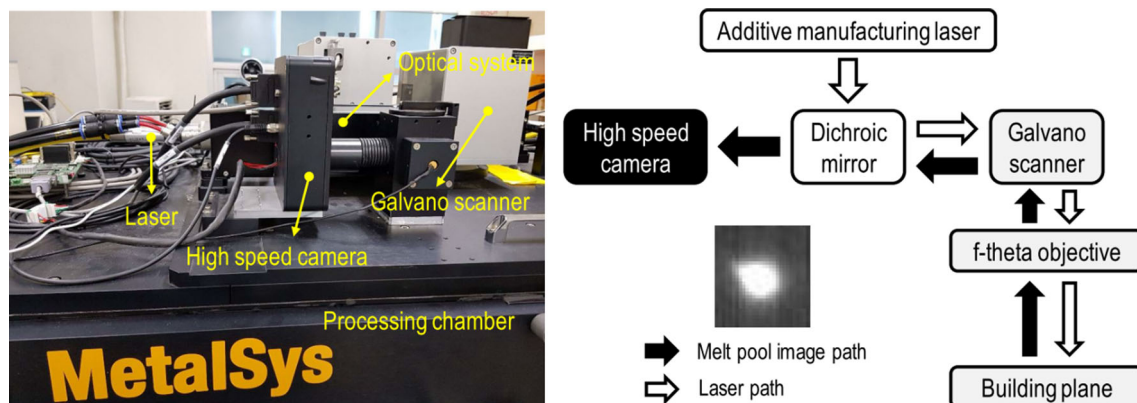 Optical system
Galvano scanner
Laser
High speed camera
Processing chamber
MetalSys
Additive manufacturing laser
High speed
camera
Dichroic
mirror
Galvano
scanner
f-theta objective
Melt pool image path
Laser path
Building plane